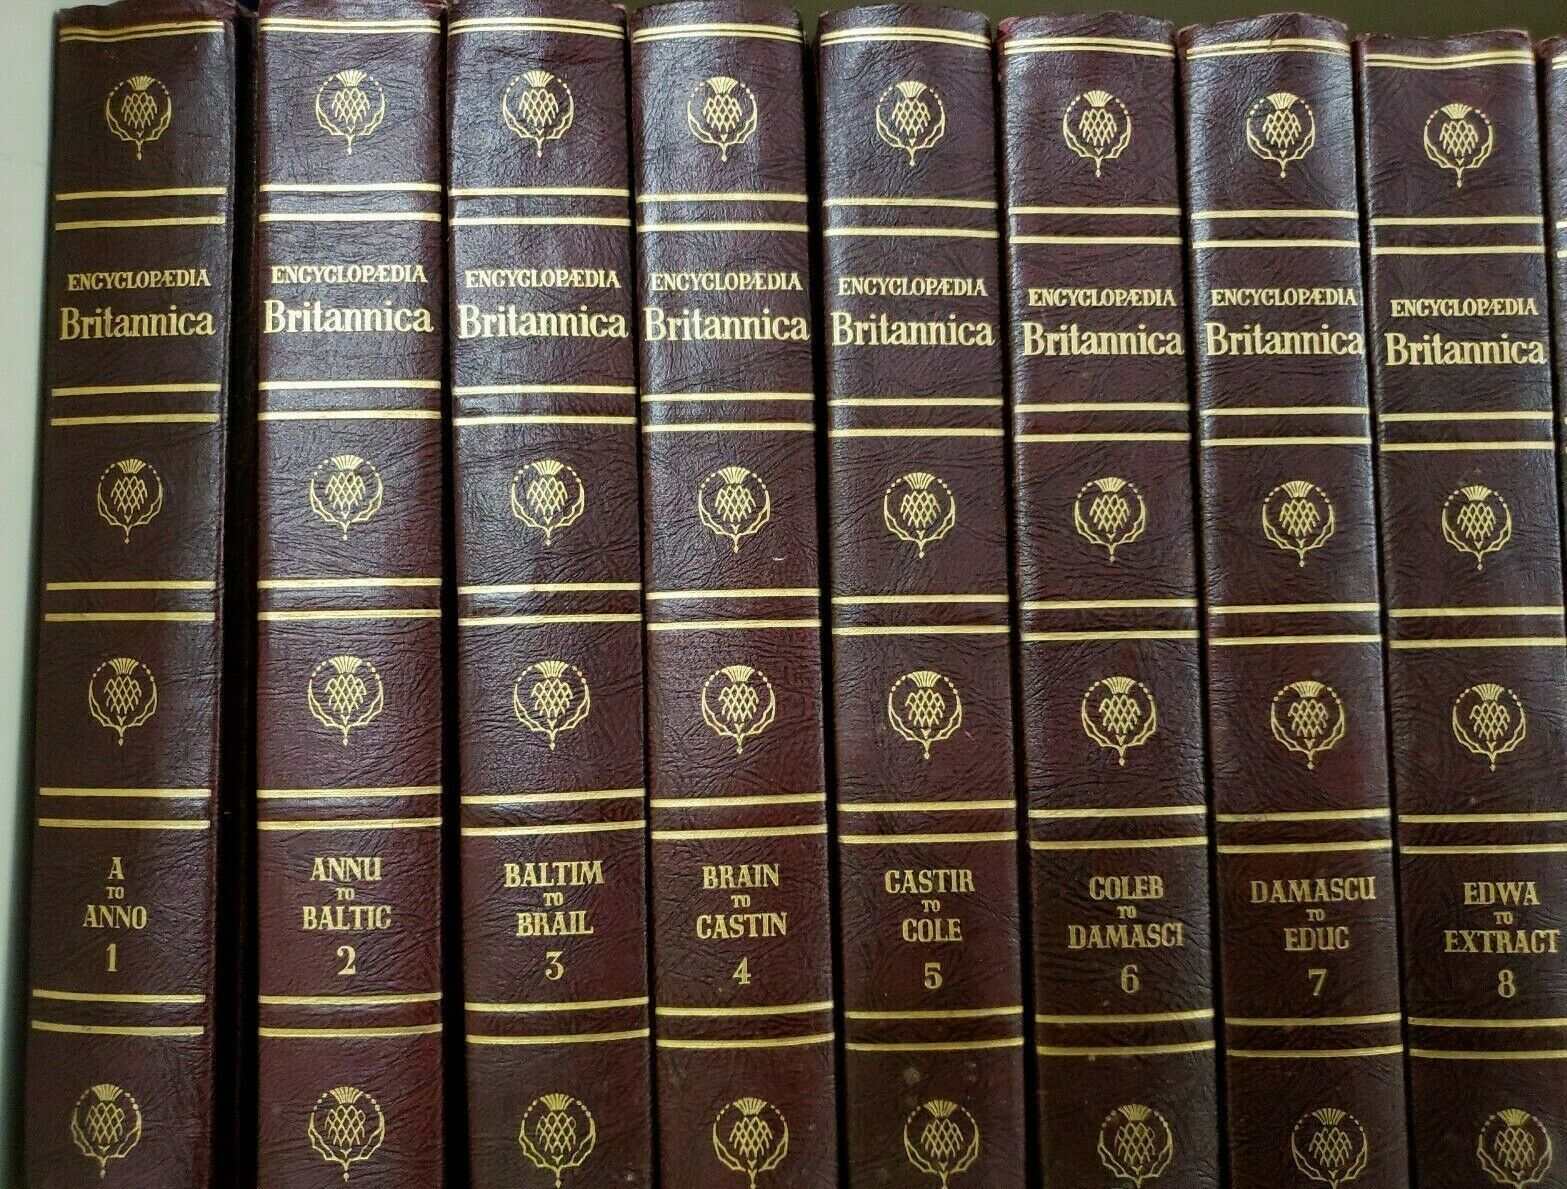 ENCYCLOPÆDIA
Britannica
A
TO
ANNO
1
ENCYCLOPÆDIA
Britannica
ANNU
TO
BALTIC
2
ENCYCLOPÆDIA
Britannica
BALTIM
TO
BRAIL
3
ENCYCLOPÆDIA
Britannica
BRAIN
TO
CASTIN
4
ENCYCLOPÆDIA
Britannica
CASTIR
TO
COLE
5
ENCYCLOPÆDIA
Britannica
COLEB
TO
DAMASCI
6
ENCYCLOPÆDIA
Britannica
DAMASCU
TO
EDUC
7
ENCYCLOPÆDIA
Britannica
EDWA
TO
EXTRACT
8